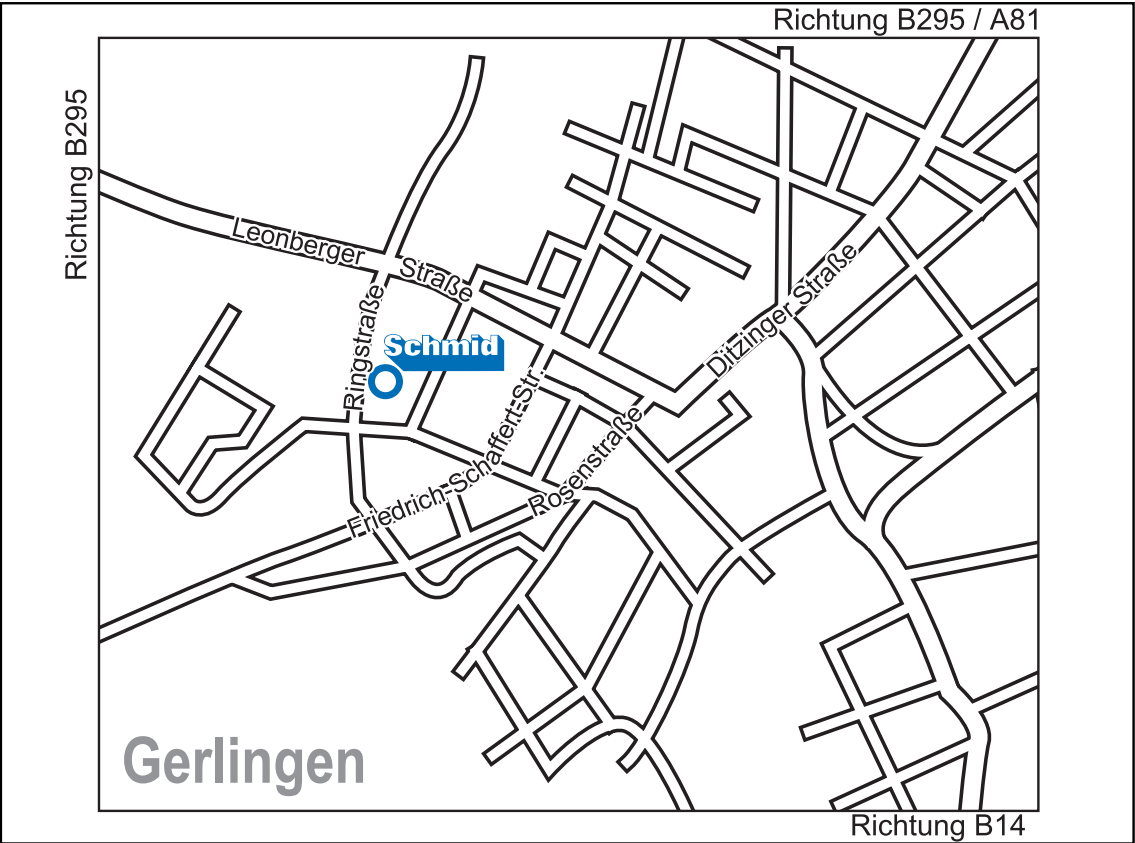 Richtung B295 / A81
Richtung B295
Leonberger Straße
Ringstraße
Schmid
Ditzinger Straße
Friedrich-Schaffert-Str.
Rosenstraße
Gerlingen
Richtung B14